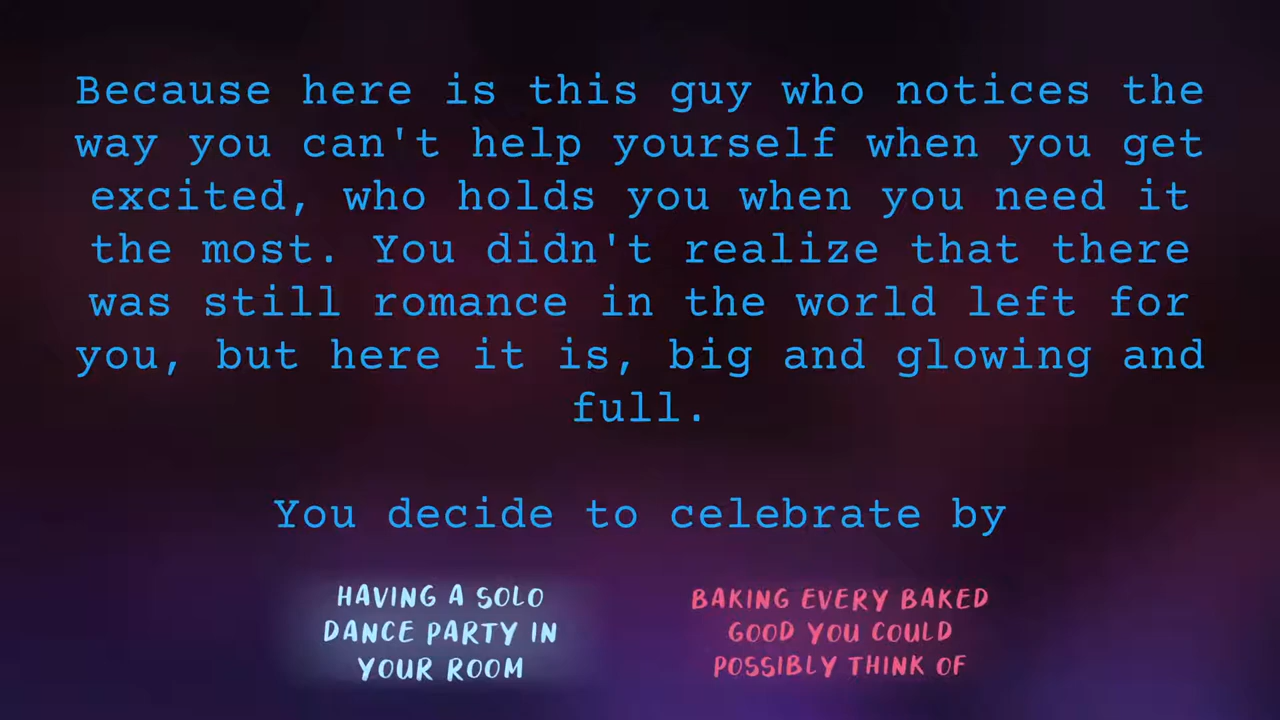 Because here is this guy who notices the
way you can't help yourself when you get
excited, who holds you when you need it
the most. You didn't realize that there
was still romance in the world left for
you, but here it is, big and glowing and
full.
You decide to celebrate by
HAVING A SOLO
DANCE PARTY IN
YOUR ROOM
BAKING EVERY BAKED
GOOD YOU COULD
POSSIBLY THINK OF